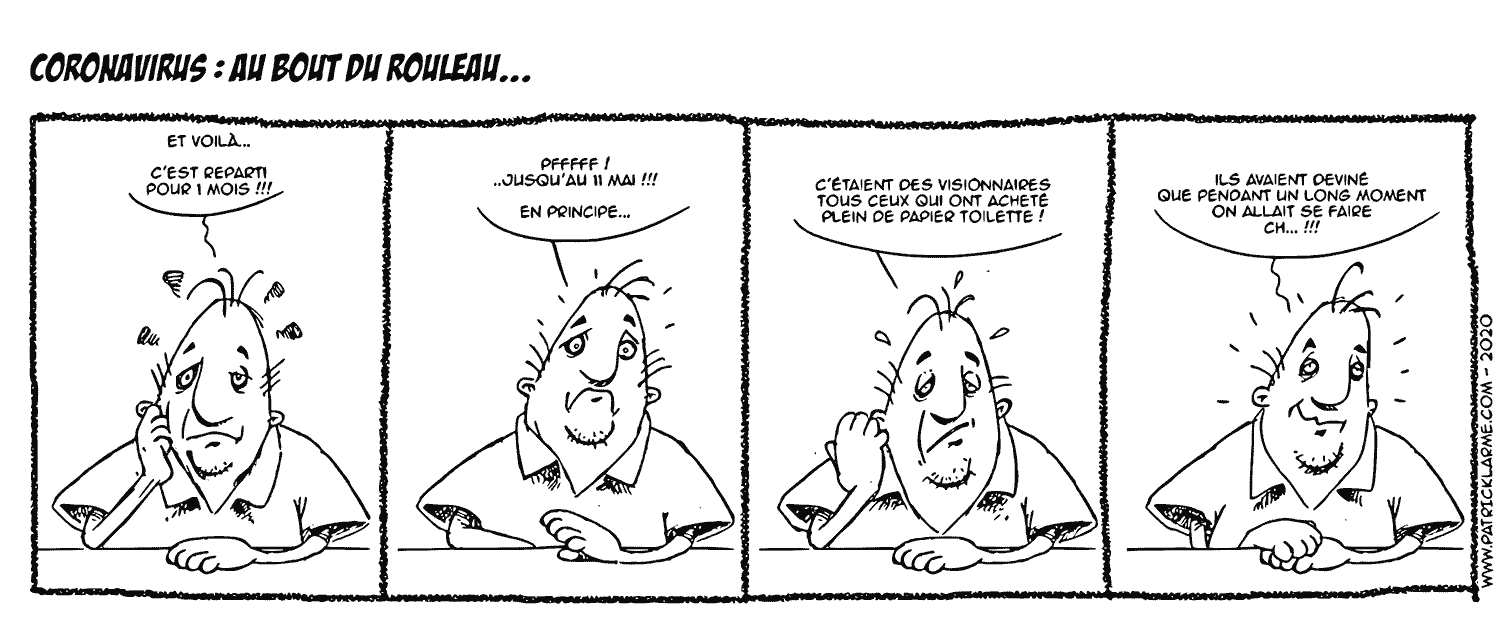 CORONAVIRUS : AU BOUT DU ROULEAU...
ET VOILÀ...
C'EST REPARTI
POUR 1 MOIS !!!
PFFFFF !
..JUSQU'AU 11 MAI !!!
EN PRINCIPE...
C'ÉTAIENT DES VISIONNAIRES
TOUS CEUX QUI ONT ACHETÉ
PLEIN DE PAPIER TOILETTE !
ILS AVAIENT DEVINÉ
QUE PENDANT UN LONG MOMENT
ON ALLAIT SE FAIRE
CH... !!!
WWW.PATRICKLARME.COM - 2020